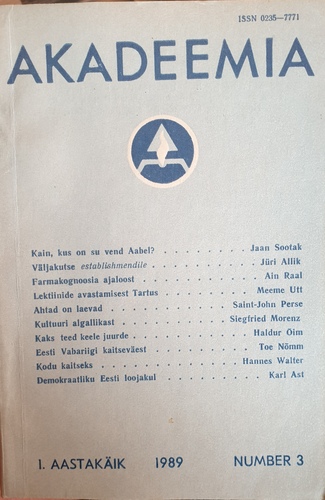 ISSN 0235—7771
AKADEEMIA
Kain, kus on su vend Aabel? . . . . . . . . Jaan Sootak
Väljakutse establishmendile . . . . . . . . . . Jüri Allik
Farmakognoosia ajaloost . . . . . . . . . . . Ain Raal
Lektiinide avastamisest Tartus . . . . . . . . Meeme Utt
Ahtad on laevad . . . . . . . . . . Saint-John Perse
Kultuuri algallikast . . . . . . . . . Siegfried Morenz
Kaks teed keele juurde . . . . . . . . . . Haldur Õim
Eesti Vabariigi kaitseväest . . . . . . . . . Toe Nõmm
Kodu kaitseks . . . . . . . . . . . . Hannes Walter
Demokraatliku Eesti loojakul . . . . . . . . . Karl Ast
1. AASTAKÄIK 1989 NUMBER 3